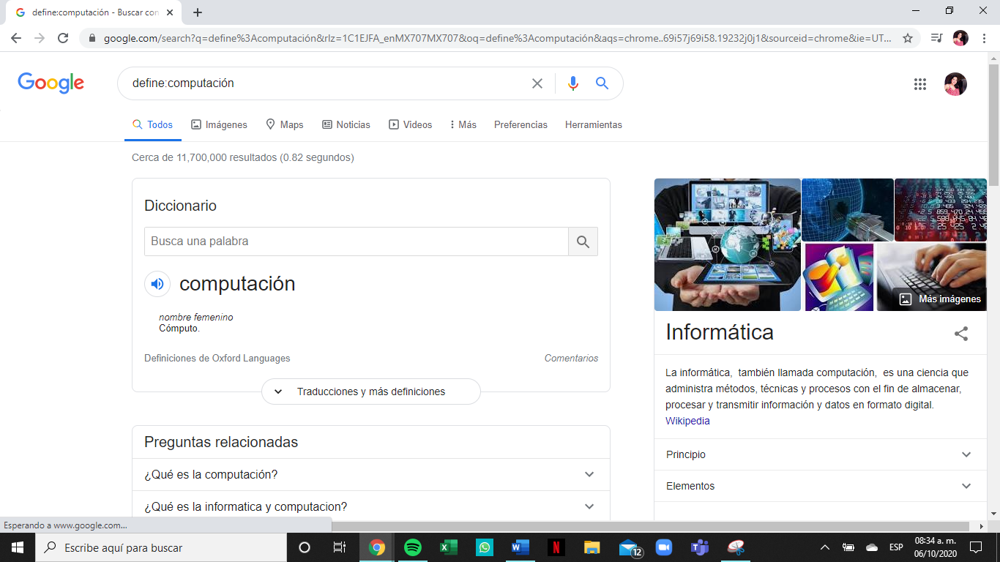 define:computación - Buscar con
google.com/search?q=define%3Acomputación&rlz=1C1EJFA_enMX707MX707&oq=define%3Acomputación&aqs=chrome..69i57j69i58.19232j0j1&sourceid=chrome&ie=UT...
Google
define:computación
Todos Imágenes Maps Noticias Videos Más Preferencias Herramientas
Cerca de 11,700,000 resultados (0.82 segundos)
Diccionario
Busca una palabra
computación
nombre femenino
Cómputo.
Definiciones de Oxford Languages Comentarios
Traducciones y más definiciones
Preguntas relacionadas
¿Qué es la computación?
¿Qué es la informatica y computacion?
Más imágenes
Informática
La informática, también llamada computación, es una ciencia que
administra métodos, técnicas y procesos con el fin de almacenar,
procesar y transmitir información y datos en formato digital.
Wikipedia
Principio
Elementos
Esperando a www.google.com...
Escribe aquí para buscar
12
ESP
08:34 a. m.
06/10/2020